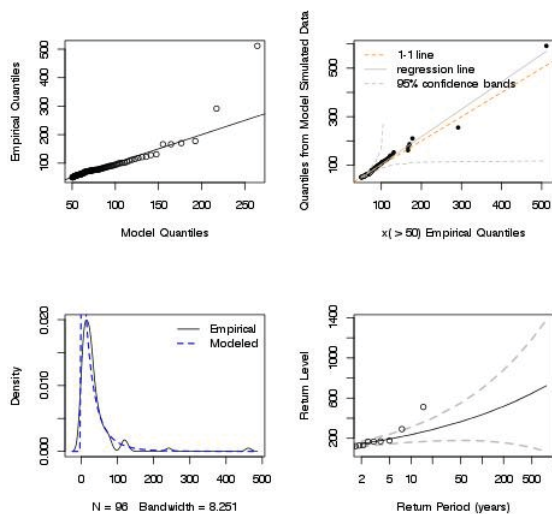 Empirical Quantiles
100 200 300 400 500
50 100 150 200 250
Model Quantiles
Quantiles from Model Simulated Data
100 300 500
1-1 line
regression line
95% confidence bands
100 200 300 400 500
x( > 50) Empirical Quantiles
Density
0.000 0.010 0.020
Empirical
Modeled
0 100 200 300 400 500
N = 96 Bandwidth = 8.251
Return Level
200 600 1000 1400
2 5 10 50 100 200 500
Return Period (years)